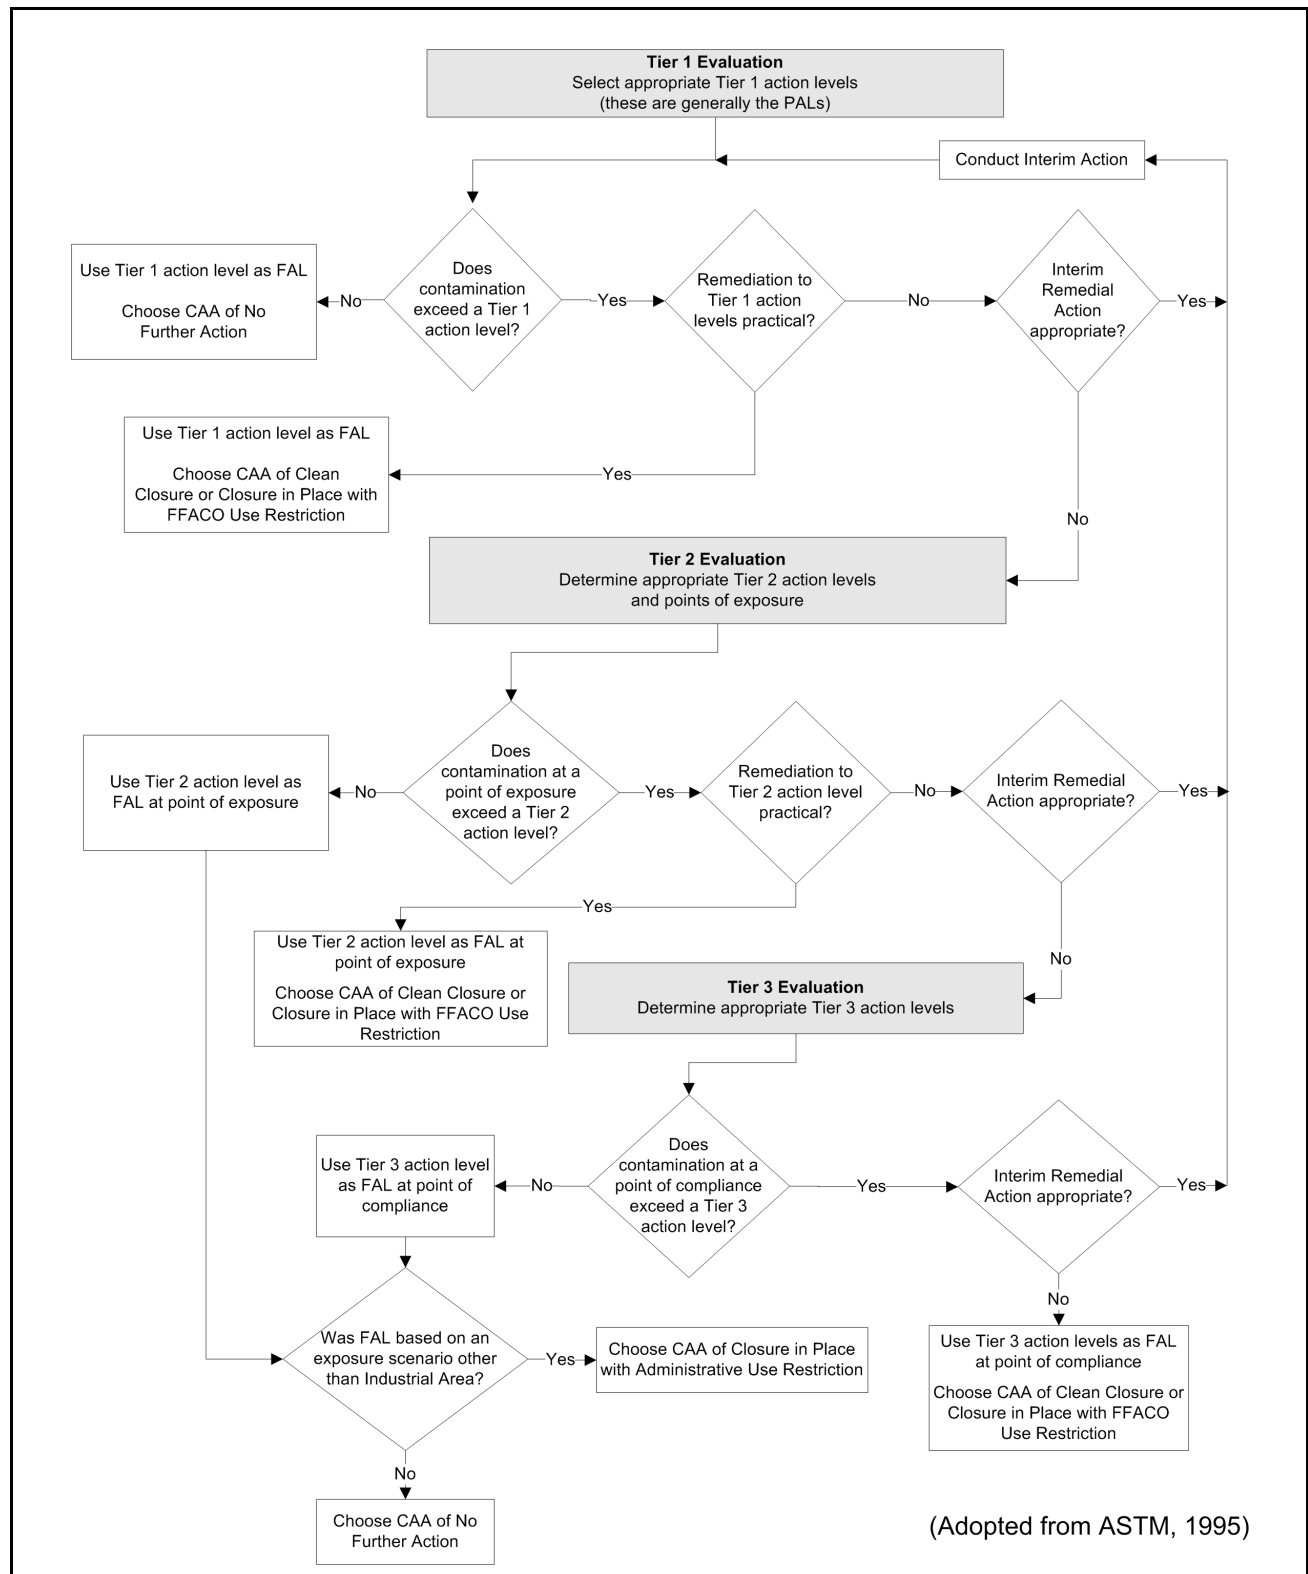 Tier 1 Evaluation
Select appropriate Tier 1 action levels
(these are generally the PALs)
Conduct Interim Action
Does
contamination
exceed a Tier 1
action level?
No
Use Tier 1 action level as FAL
Choose CAA of No
Further Action
Yes
Remediation to
Tier 1 action
levels practical?
No
Interim
Remedial
Action
appropriate?
Yes
Yes
Use Tier 1 action level as FAL
Choose CAA of Clean
Closure or Closure in Place with
FFACO Use Restriction
No
Tier 2 Evaluation
Determine appropriate Tier 2 action levels
and points of exposure
Does
contamination at a
point of exposure
exceed a Tier 2
action level?
No
Use Tier 2 action level as
FAL at point of exposure
Yes
Remediation to
Tier 2 action level
practical?
No
Interim Remedial
Action appropriate?
Yes
Yes
Use Tier 2 action level as FAL at
point of exposure
Choose CAA of Clean Closure or
Closure in Place with FFACO Use
Restriction
No
Tier 3 Evaluation
Determine appropriate Tier 3 action levels
Does
contamination at a
point of compliance
exceed a Tier 3
action level?
No
Use Tier 3 action level
as FAL at point of
compliance
Yes
Interim Remedial
Action appropriate?
Yes
No
Use Tier 3 action levels as FAL
at point of compliance
Choose CAA of Clean Closure or
Closure in Place with FFACO
Use Restriction
Was FAL based on an
exposure scenario other
than Industrial Area?
Yes
Choose CAA of Closure in Place
with Administrative Use Restriction
No
Choose CAA of No
Further Action
(Adopted from ASTM, 1995)